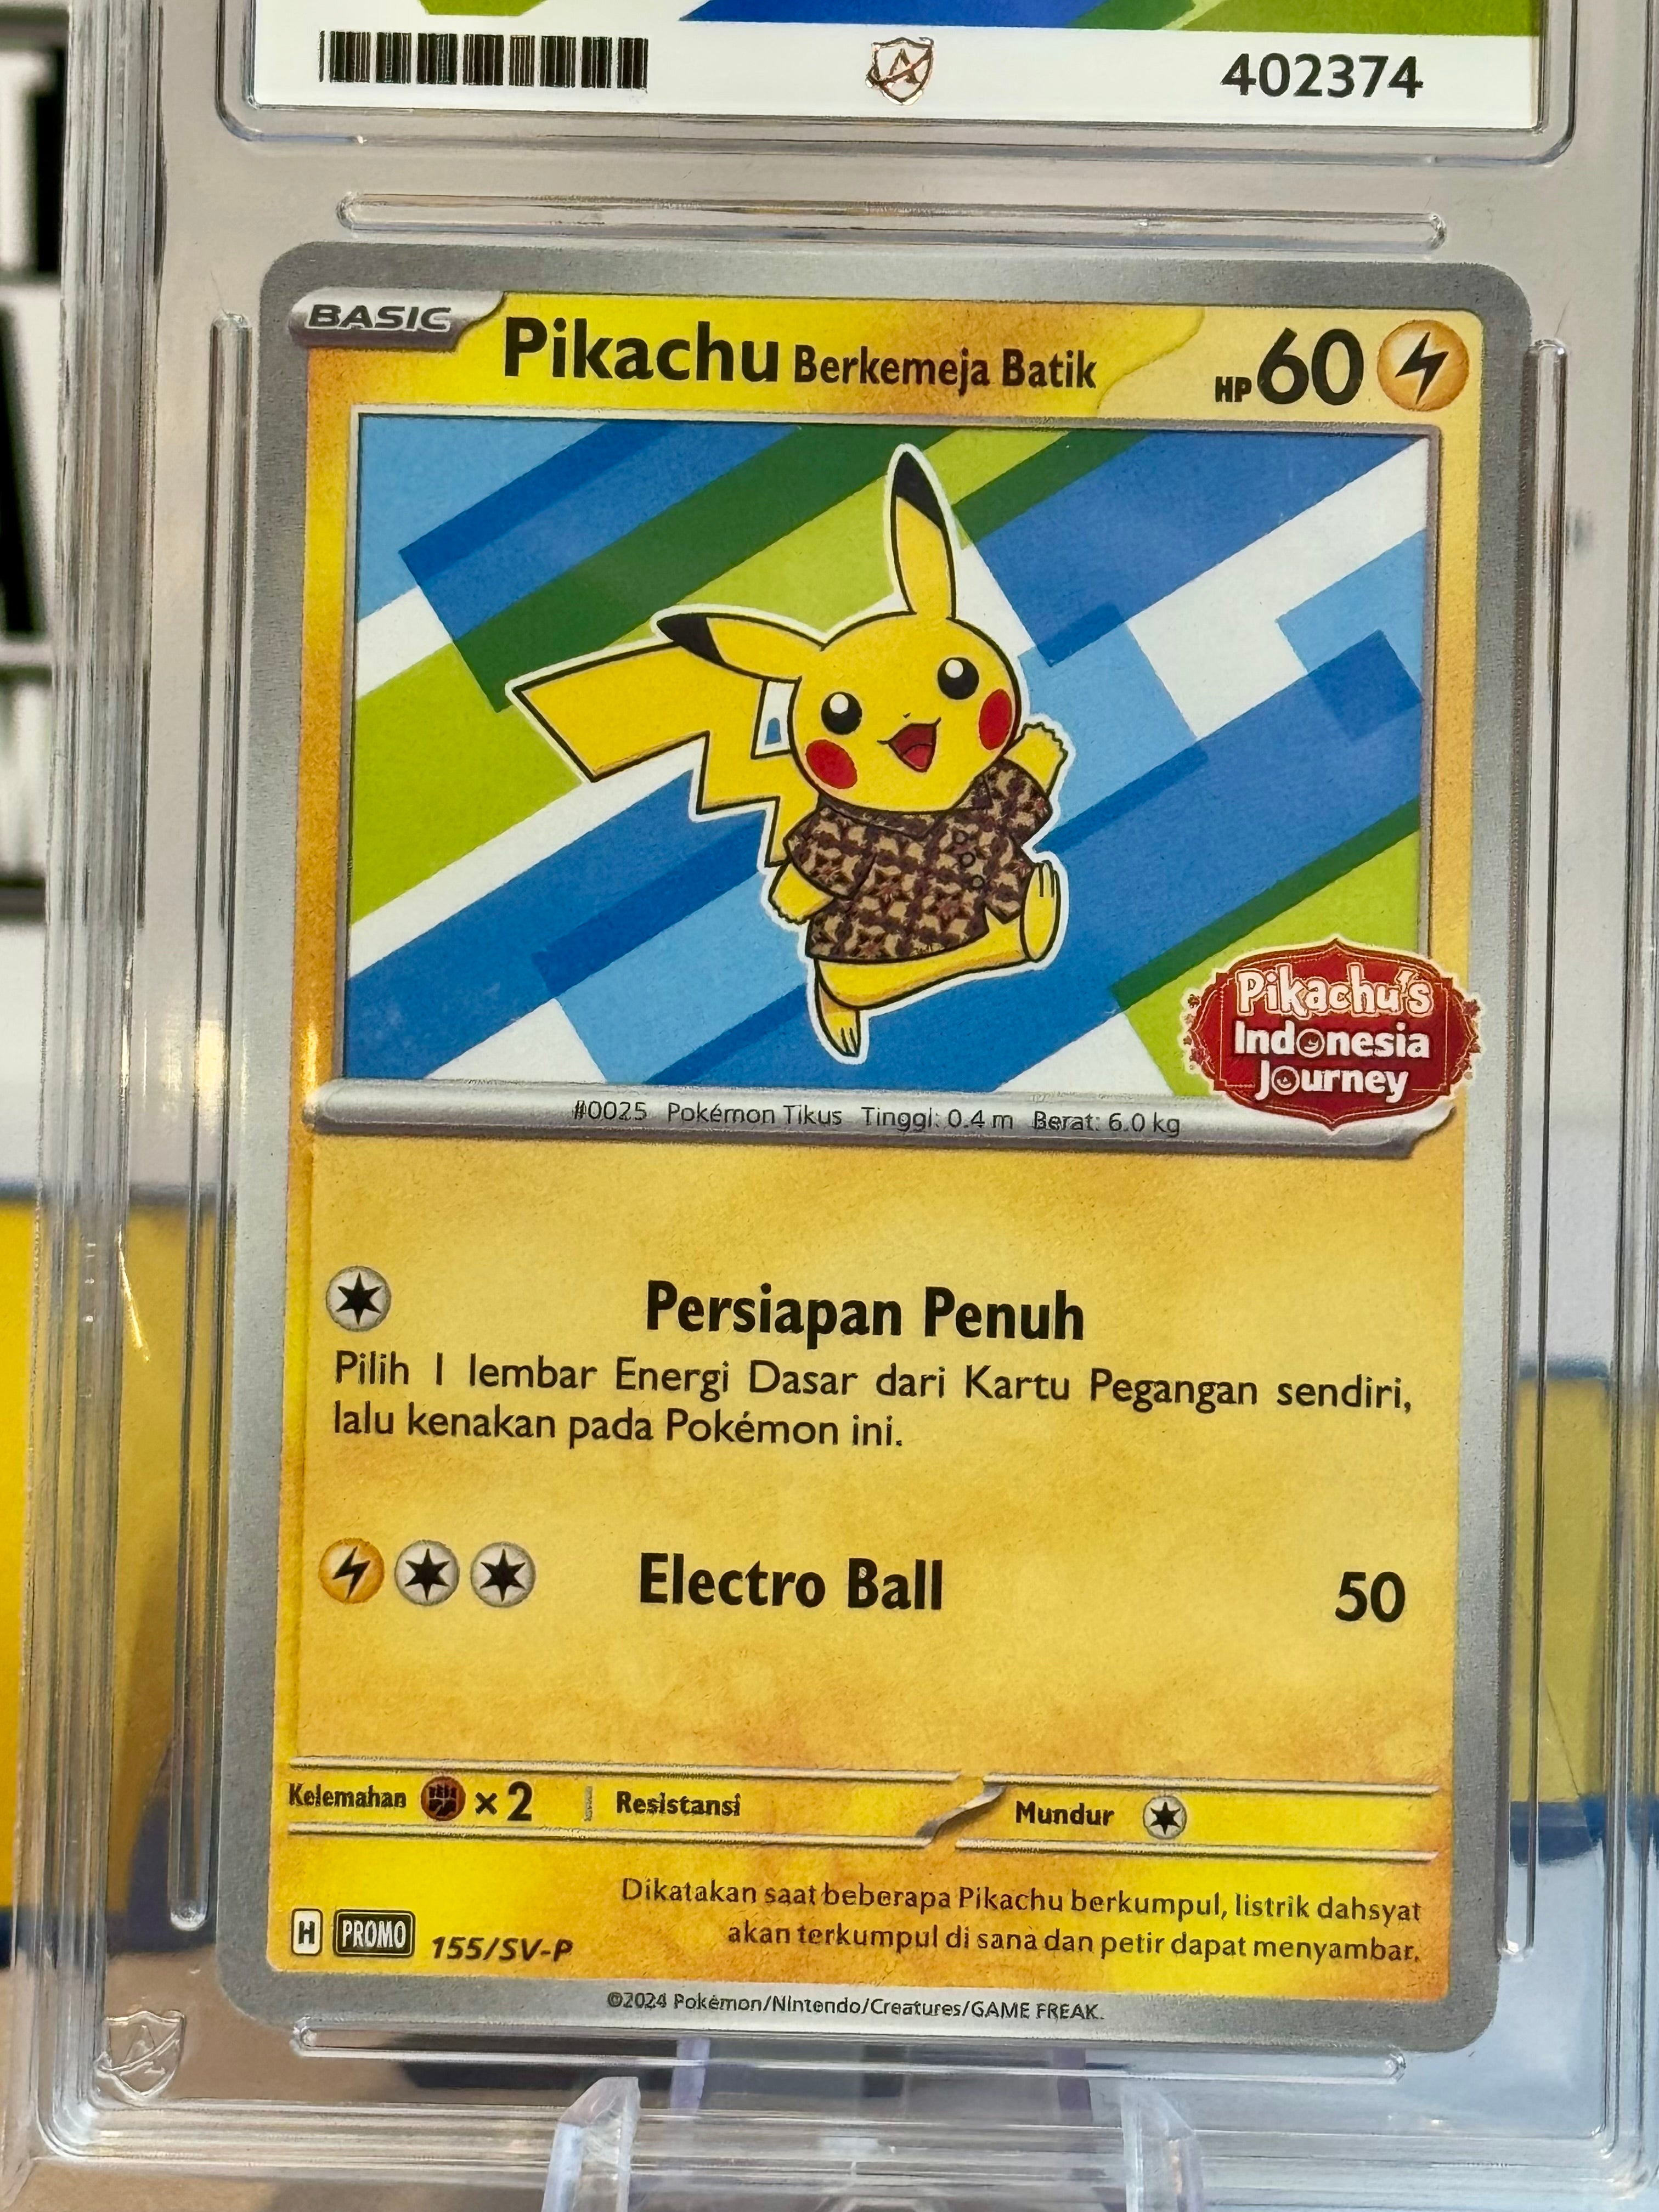 402374
BASIC
Pikachu Berkemeja Batik HP 60
Pikachu's
Indonesia
Journey
#0025 Pokémon Tikus Tinggi: 0.4 m Berat: 6.0 kg
Persiapan Penuh
Pilih 1 lembar Energi Dasar dari Kartu Pegangan sendiri,
lalu kenakan pada Pokémon ini.
Electro Ball 50
Kelemahan × 2 Resistansi Mundur
Dikatakan saat beberapa Pikachu berkumpul, listrik dahsyat
akan terkumpul di sana dan petir dapat menyambar.
H PROMO 155/SV-P
©2024 Pokémon/Nintendo/Creatures/GAME FREAK.